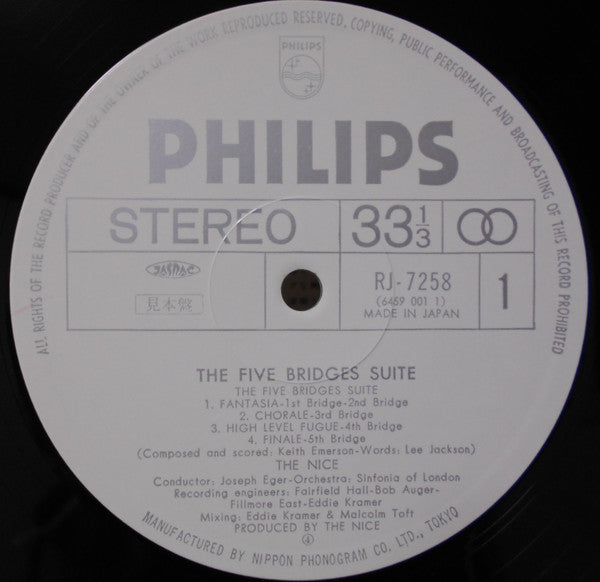 ALL RIGHTS OF THE RECORD PRODUCER AND OF THE OTHER OF THE WORK REPRODUCED RESERVED, COPYING, PUBLIC PERFORMANCE AND BROADCASTING OF THIS RECORD PROHIBITED
PHILIPS
PHILIPS
STEREO
33 1/3
JASRAC
見本盤
RJ-7258
(6459 001 1)
MADE IN JAPAN
1
THE FIVE BRIDGES SUITE
THE FIVE BRIDGES SUITE
1. FANTASIA-1st Bridge-2nd Bridge
2. CHORALE-3rd Bridge
3. HIGH LEVEL FUGUE-4th Bridge
4. FINALE-5th Bridge
(Composed and scored: Keith Emerson-Words: Lee Jackson)
THE NICE
Conductor: Joseph Eger-Orchestra: Sinfonia of London
Recording engineers: Fairfield Hall-Bob Auger-
Fillmore East-Eddie Kramer
Mixing: Eddie Kramer & Malcolm Toft
PRODUCED BY THE NICE
④
MANUFACTURED BY NIPPON PHONOGRAM CO. LTD., TOKYO